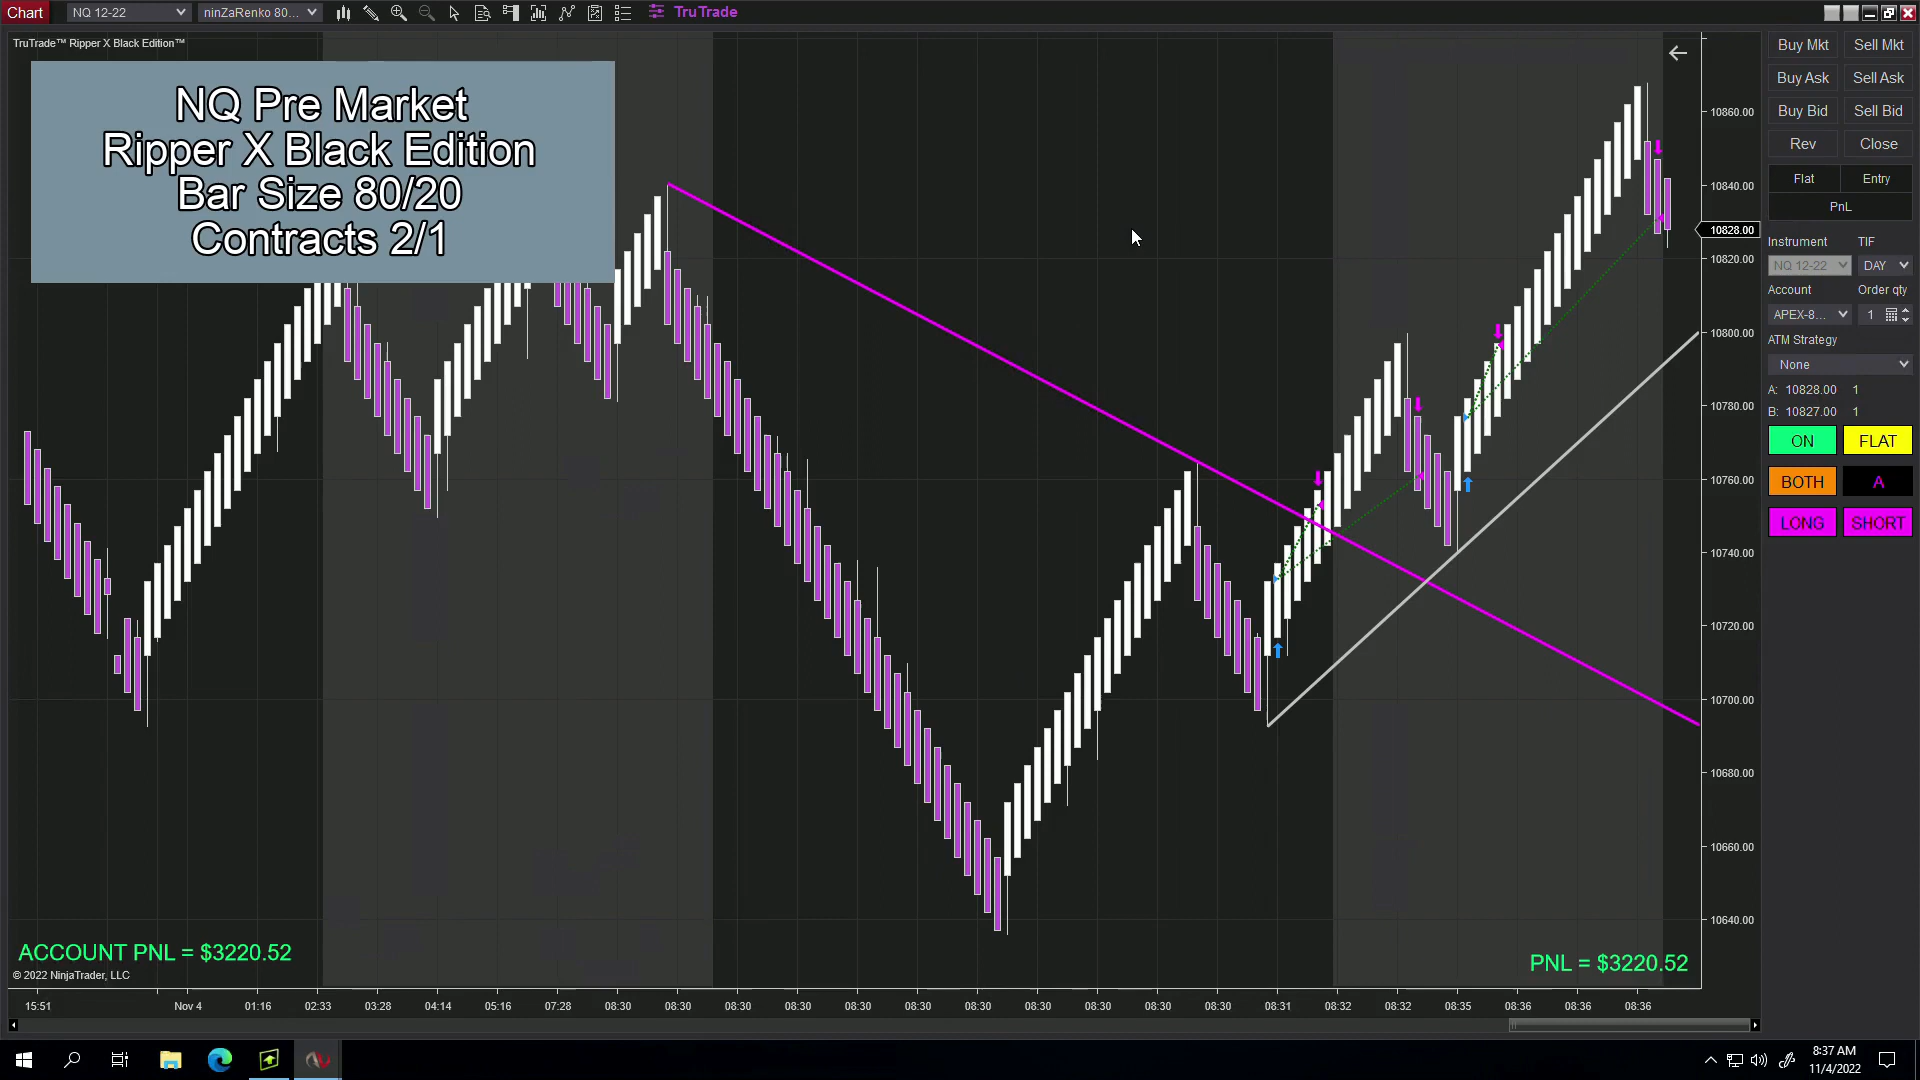 Chart NQ 12-22 ninZaRenko 80... TruTrade
TruTrade™ Ripper X Black Edition™
NQ Pre Market
Ripper X Black Edition
Bar Size 80/20
Contracts 2/1
10860.00
10840.00
10828.00
10820.00
10800.00
10780.00
10760.00
10740.00
10720.00
10700.00
10680.00
10660.00
10640.00
Buy Mkt Sell Mkt
Buy Ask Sell Ask
Buy Bid Sell Bid
Rev Close
Flat Entry
PnL
Instrument TIF
NQ 12-22 DAY
Account Order qty
APEX-8... 1
ATM Strategy
None
A: 10828.00 1
B: 10827.00 1
ON FLAT
BOTH A
LONG SHORT
ACCOUNT PNL = $3220.52
PNL = $3220.52
© 2022 NinjaTrader, LLC
15:51 Nov 4 01:16 02:33 03:28 04:14 05:16 07:28 08:30 08:30 08:30 08:30 08:30 08:30 08:30 08:30 08:30 08:30 08:30 08:31 08:32 08:32 08:35 08:36 08:36 08:36
8:37 AM
11/4/2022